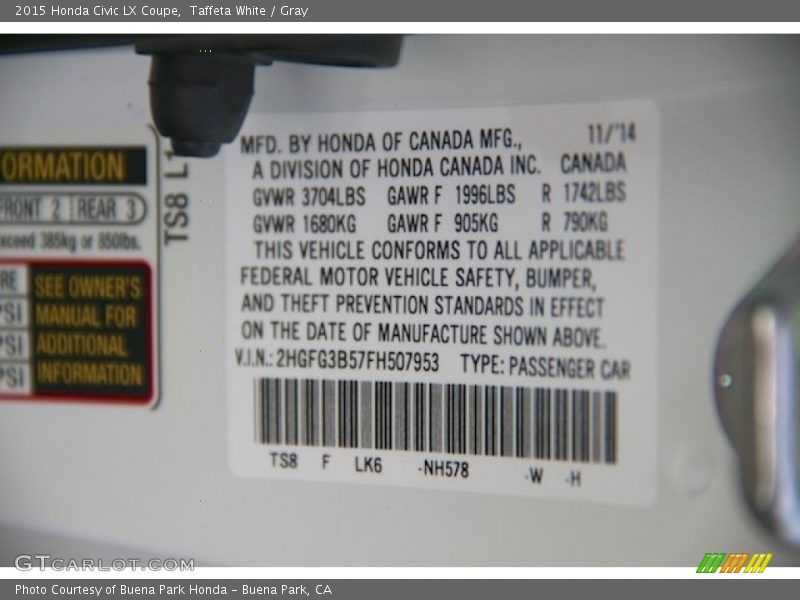 2015 Honda Civic LX Coupe, Taffeta White / Gray
ORMATION
FRONT 2 REAR 3
exceed 385kg or 850lbs.
RE
PSI
PSI
PSI
SEE OWNER'S
MANUAL FOR
ADDITIONAL
INFORMATION
TS8 L
MFD. BY HONDA OF CANADA MFG., 11/'14
A DIVISION OF HONDA CANADA INC. CANADA
GVWR 3704LBS GAWR F 1996LBS R 1742LBS
GVWR 1680KG GAWR F 905KG R 790KG
THIS VEHICLE CONFORMS TO ALL APPLICABLE
FEDERAL MOTOR VEHICLE SAFETY, BUMPER,
AND THEFT PREVENTION STANDARDS IN EFFECT
ON THE DATE OF MANUFACTURE SHOWN ABOVE.
V.I.N.: 2HGFG3B57FH507953 TYPE: PASSENGER CAR
TS8 F LK6 -NH578 -W -H
GTCARLOT.COM
Photo Courtesy of Buena Park Honda - Buena Park, CA